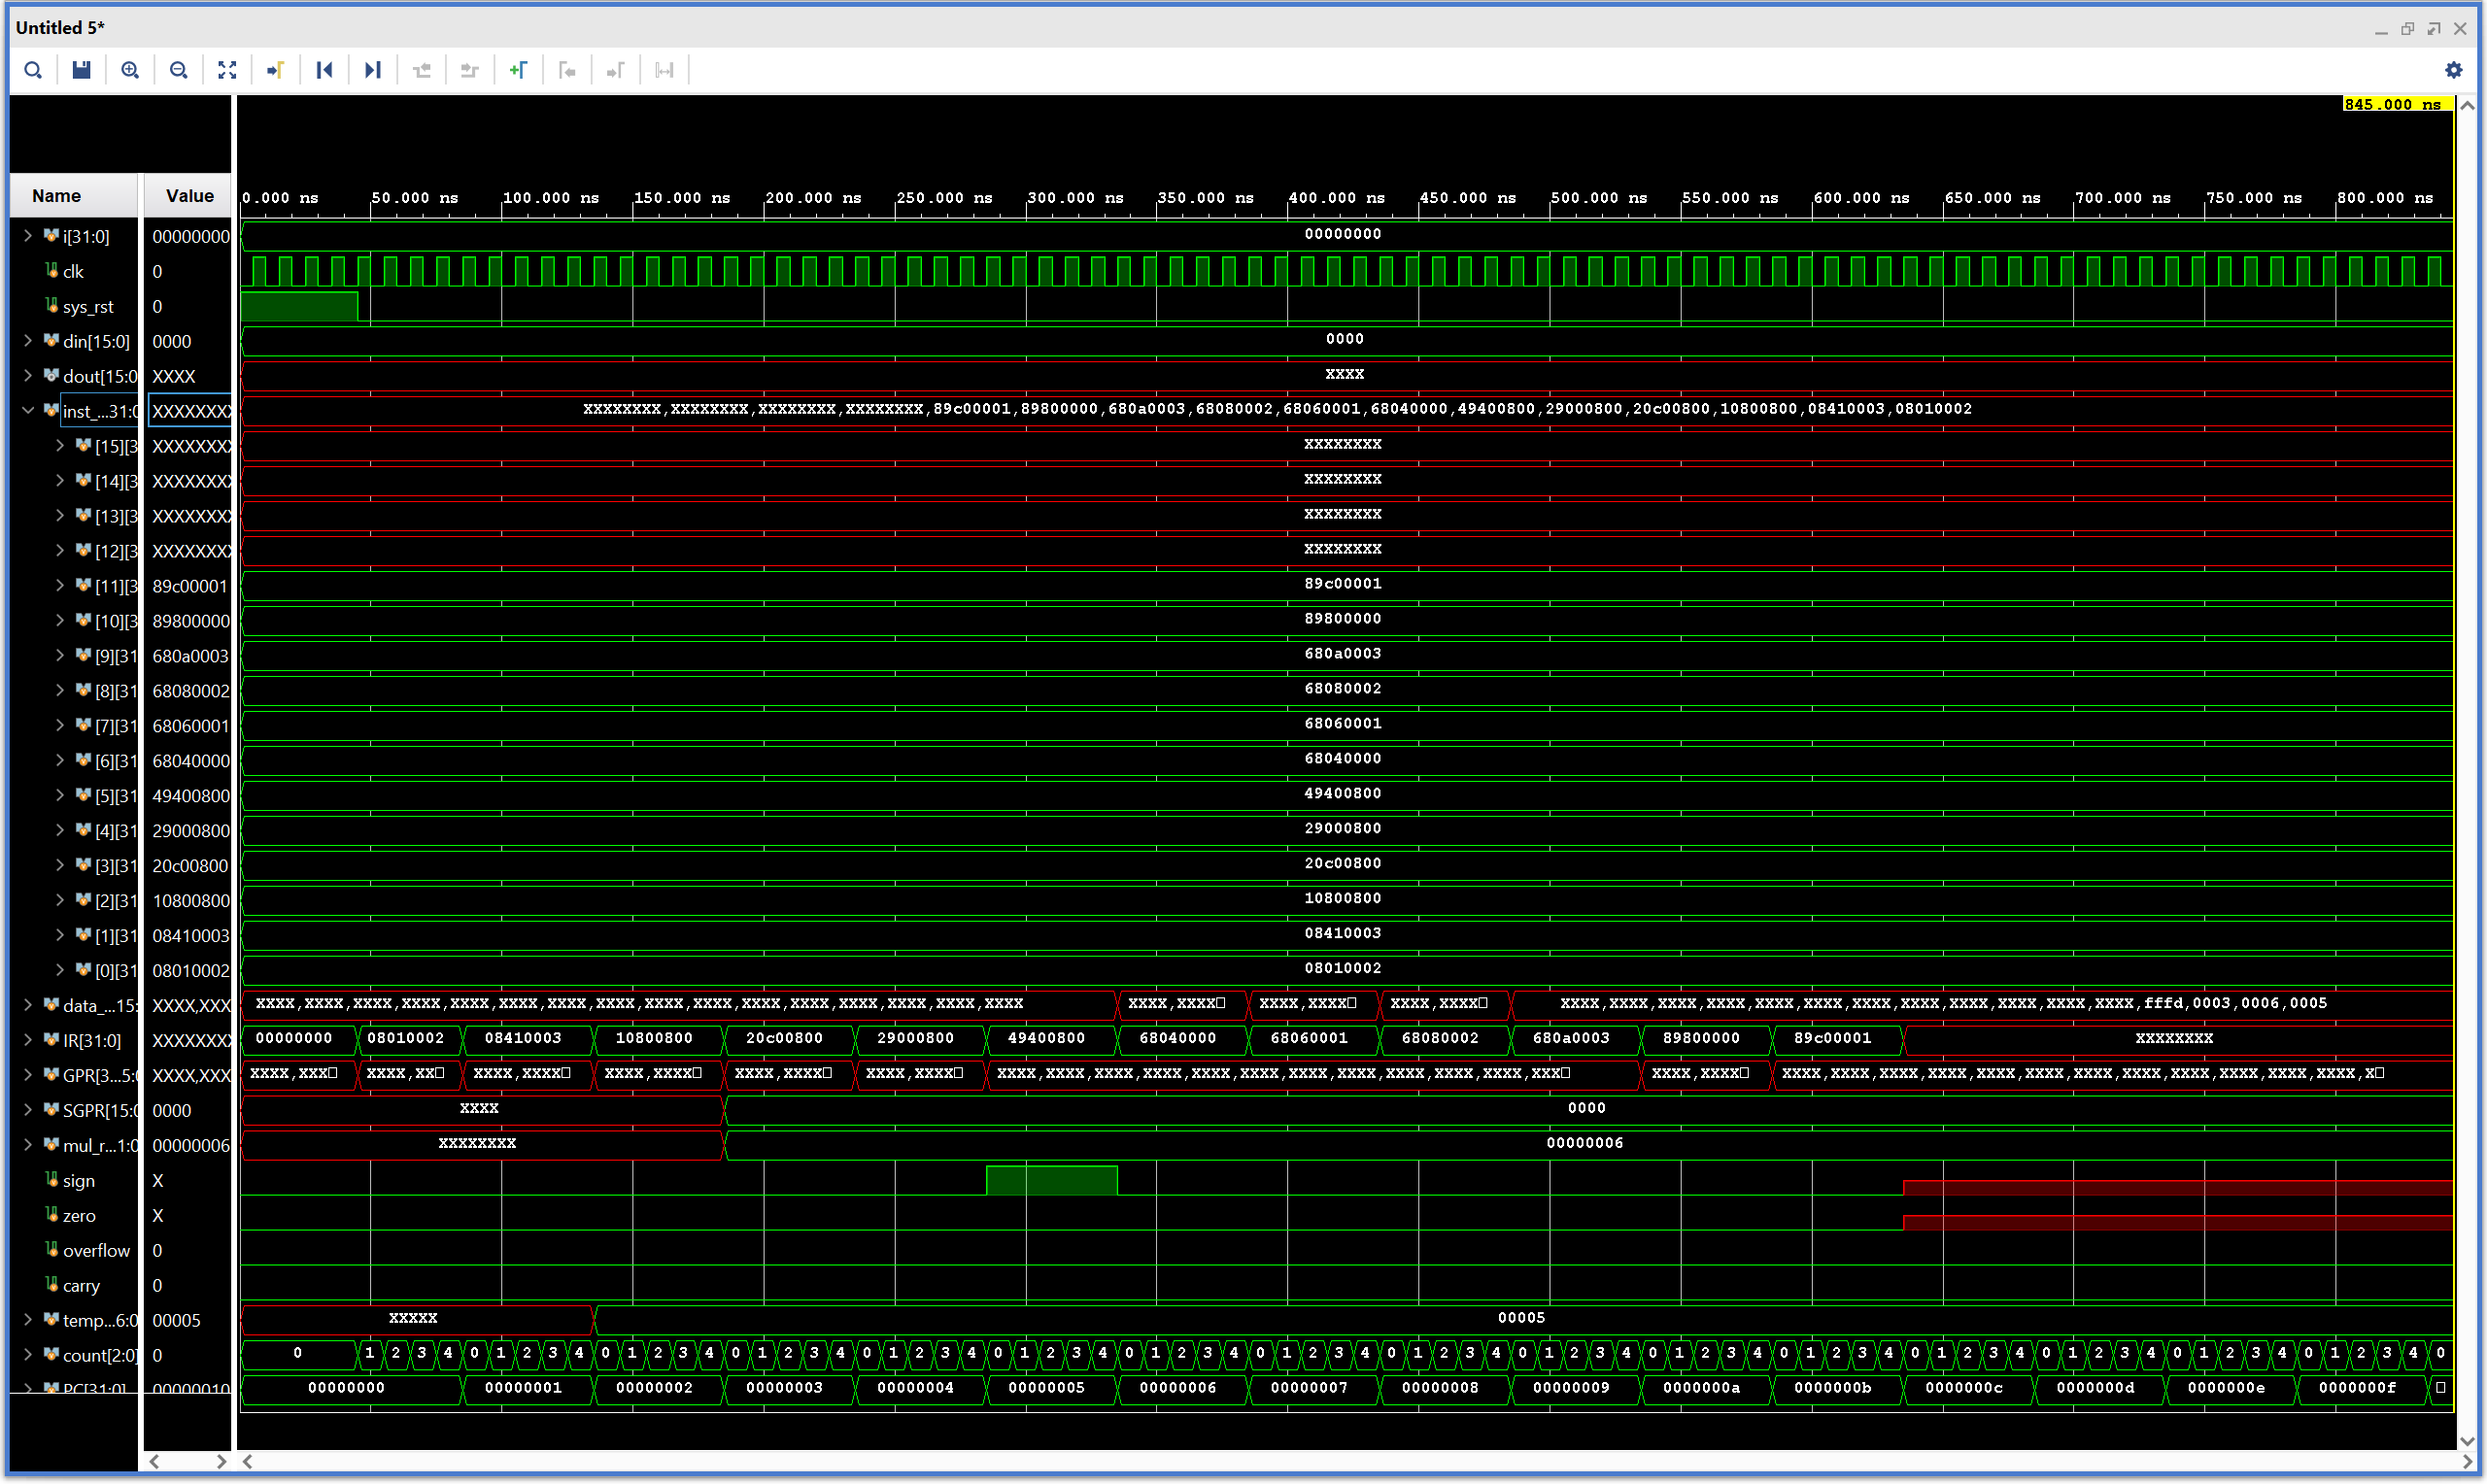 Untitled 5*
845.000 ns
Name Value 0.000 ns 50.000 ns 100.000 ns 150.000 ns 200.000 ns 250.000 ns 300.000 ns 350.000 ns 400.000 ns 450.000 ns 500.000 ns 550.000 ns 600.000 ns 650.000 ns 700.000 ns 750.000 ns 800.000 ns
i[31:0] 00000000 00000000
clk 0
sys_rst 0
din[15:0] 0000 0000
dout[15:0 XXXX XXXX
inst_...31:0 XXXXXXXX XXXXXXXX,XXXXXXXX,XXXXXXXX,XXXXXXXX,89c00001,89800000,680a0003,68080002,68060001,68040000,49400800,29000800,20c00800,10800800,08410003,08010002
[15][3 XXXXXXXX XXXXXXXX
[14][3 XXXXXXXX XXXXXXXX
[13][3 XXXXXXXX XXXXXXXX
[12][3 XXXXXXXX XXXXXXXX
[11][3 89c00001 89c00001
[10][3 89800000 89800000
[9][31 680a0003 680a0003
[8][31 68080002 68080002
[7][31 68060001 68060001
[6][31 68040000 68040000
[5][31 49400800 49400800
[4][31 29000800 29000800
[3][31 20c00800 20c00800
[2][31 10800800 10800800
[1][31 08410003 08410003
[0][31 08010002 08010002
data_...15: XXXX,XXX XXXX,XXXX,XXXX,XXXX,XXXX,XXXX,XXXX,XXXX,XXXX,XXXX,XXXX,XXXX,XXXX,XXXX,XXXX,XXXX XXXX,XXXX XXXX,XXXX XXXX,XXXX XXXX,XXXX,XXXX,XXXX,XXXX,XXXX,XXXX,XXXX,XXXX,XXXX,XXXX,XXXX,fffd,0003,0006,0005
IR[31:0] XXXXXXXX 00000000 08010002 08410003 10800800 20c00800 29000800 49400800 68040000 68060001 68080002 680a0003 89800000 89c00001 XXXXXXXX
GPR[3...5:0 XXXX,XXX XXXX,XXX XXXX,XX XXXX,XXXX XXXX,XXXX XXXX,XXXX XXXX,XXXX XXXX,XXXX,XXXX,XXXX,XXXX,XXXX,XXXX,XXXX,XXXX,XXXX,XXXX,XXX XXXX,XXXX XXXX,XXXX,XXXX,XXXX,XXXX,XXXX,XXXX,XXXX,XXXX,XXXX,XXXX,XXXX,X
SGPR[15:0 0000 XXXX 0000
mul_r...1:0 00000006 XXXXXXXX 00000006
sign X
zero X
overflow 0
carry 0
temp...6:0 00005 XXXXX 00005
count[2:0] 0 0 1 2 3 4 0 1 2 3 4 0 1 2 3 4 0 1 2 3 4 0 1 2 3 4 0 1 2 3 4 0 1 2 3 4 0 1 2 3 4 0 1 2 3 4 0 1 2 3 4 0 1 2 3 4 0 1 2 3 4 0 1 2 3 4 0 1 2 3 4 0 1 2 3 4 0 1 2 3 4 0
PC[31:0] 00000010 00000000 00000001 00000002 00000003 00000004 00000005 00000006 00000007 00000008 00000009 0000000a 0000000b 0000000c 0000000d 0000000e 0000000f